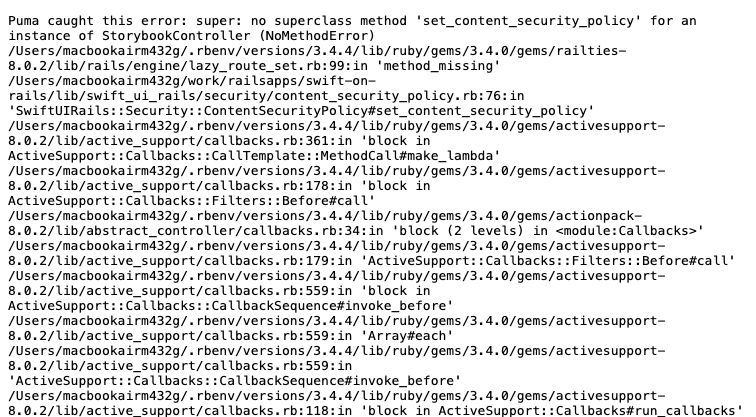 Puma caught this error: super: no superclass method 'set_content_security_policy' for an
instance of StorybookController (NoMethodError)
/Users/macbookairm432g/.rbenv/versions/3.4.4/lib/ruby/gems/3.4.0/gems/railties-
8.0.2/lib/rails/engine/lazy_route_set.rb:99:in 'method_missing'
/Users/macbookairm432g/work/railsapps/swift-on-
rails/lib/swift_ui_rails/security/content_security_policy.rb:76:in
'SwiftUIRails::Security::ContentSecurityPolicy#set_content_security_policy'
/Users/macbookairm432g/.rbenv/versions/3.4.4/lib/ruby/gems/3.4.0/gems/activesupport-
8.0.2/lib/active_support/callbacks.rb:361:in 'block in
ActiveSupport::Callbacks::CallTemplate::MethodCall#make_lambda'
/Users/macbookairm432g/.rbenv/versions/3.4.4/lib/ruby/gems/3.4.0/gems/activesupport-
8.0.2/lib/active_support/callbacks.rb:178:in 'block in
ActiveSupport::Callbacks::Filters::Before#call'
/Users/macbookairm432g/.rbenv/versions/3.4.4/lib/ruby/gems/3.4.0/gems/actionpack-
8.0.2/lib/abstract_controller/callbacks.rb:34:in 'block (2 levels) in <module:Callbacks>'
/Users/macbookairm432g/.rbenv/versions/3.4.4/lib/ruby/gems/3.4.0/gems/activesupport-
8.0.2/lib/active_support/callbacks.rb:179:in 'ActiveSupport::Callbacks::Filters::Before#call'
/Users/macbookairm432g/.rbenv/versions/3.4.4/lib/ruby/gems/3.4.0/gems/activesupport-
8.0.2/lib/active_support/callbacks.rb:559:in 'block in
ActiveSupport::Callbacks::CallbackSequence#invoke_before'
/Users/macbookairm432g/.rbenv/versions/3.4.4/lib/ruby/gems/3.4.0/gems/activesupport-
8.0.2/lib/active_support/callbacks.rb:559:in 'Array#each'
/Users/macbookairm432g/.rbenv/versions/3.4.4/lib/ruby/gems/3.4.0/gems/activesupport-
8.0.2/lib/active_support/callbacks.rb:559:in
'ActiveSupport::Callbacks::CallbackSequence#invoke_before'
/Users/macbookairm432g/.rbenv/versions/3.4.4/lib/ruby/gems/3.4.0/gems/activesupport-
8.0.2/lib/active_support/callbacks.rb:118:in 'block in ActiveSupport::Callbacks#run_callbacks'